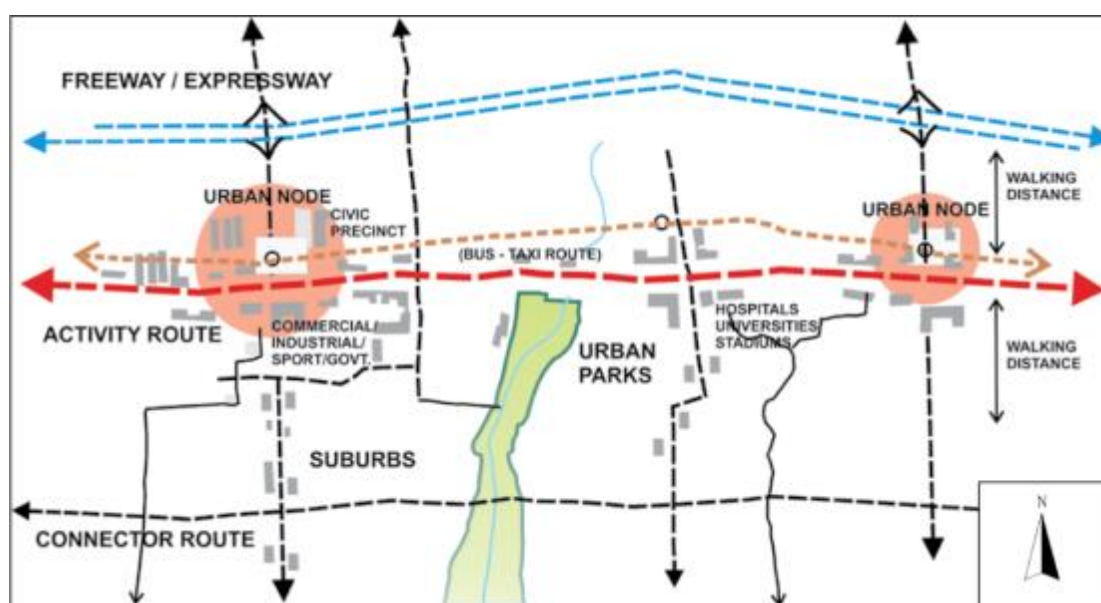 FREEWAY / EXPRESSWAY
WALKING
DISTANCE
URBAN NODE
URBAN NODE
CIVIC
PRECINCT
(BUS - TAXI ROUTE)
ACTIVITY ROUTE
COMMERCIAL/
INDUSTRIAL/
SPORT/GOVT.
HOSPITALS
UNIVERSITIES
STADIUMS
URBAN
PARKS
WALKING
DISTANCE
SUBURBS
CONNECTOR ROUTE
N